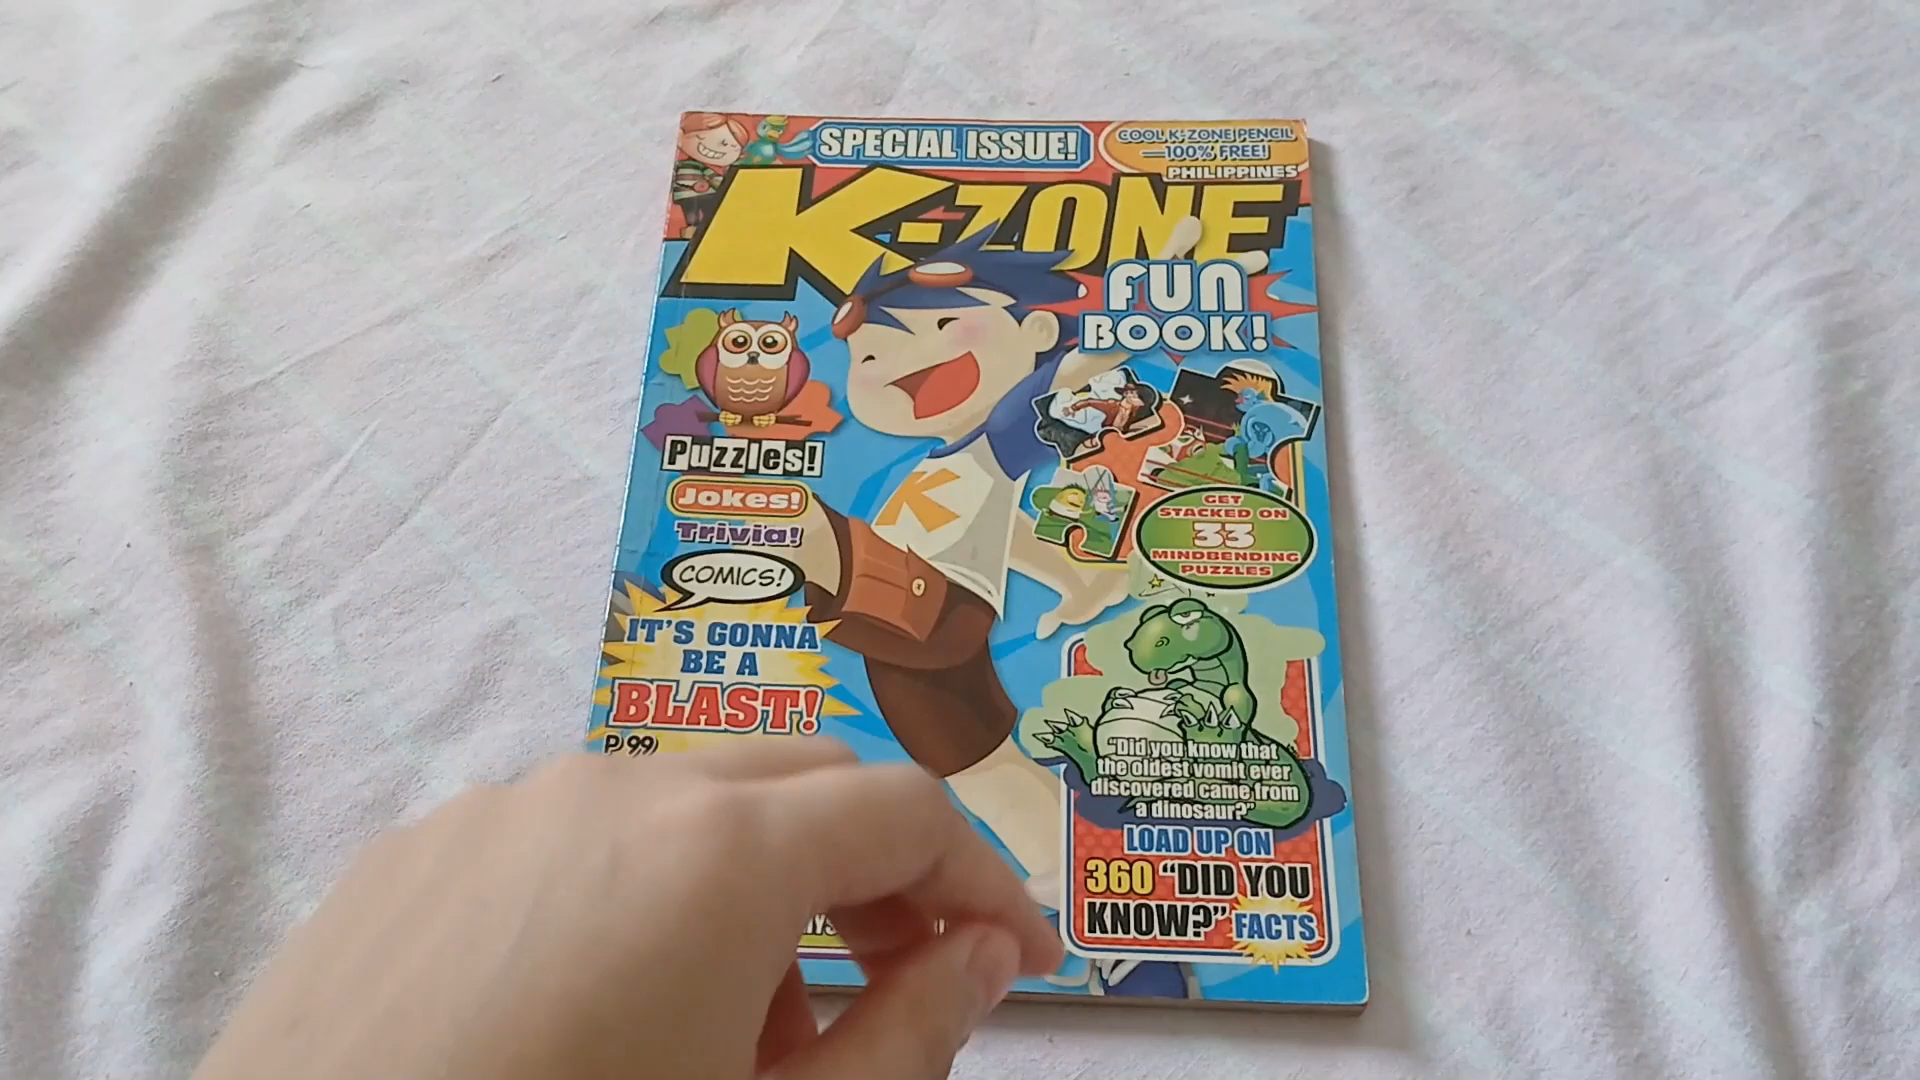 SPECIAL ISSUE!
COOL K-ZONE PENCIL
—100% FREE!
PHILIPPINES
K-ZONE
FUN
BOOK!
Puzzles!
Jokes!
Trivia!
COMICS!
IT'S GONNA
BE A
BLAST!
P 99
K
GET
STACKED ON
33
MINDBENDING
PUZZLES
"Did you know that
the oldest vomit ever
discovered came from
a dinosaur?"
LOAD UP ON
360 "DID YOU
KNOW?" FACTS